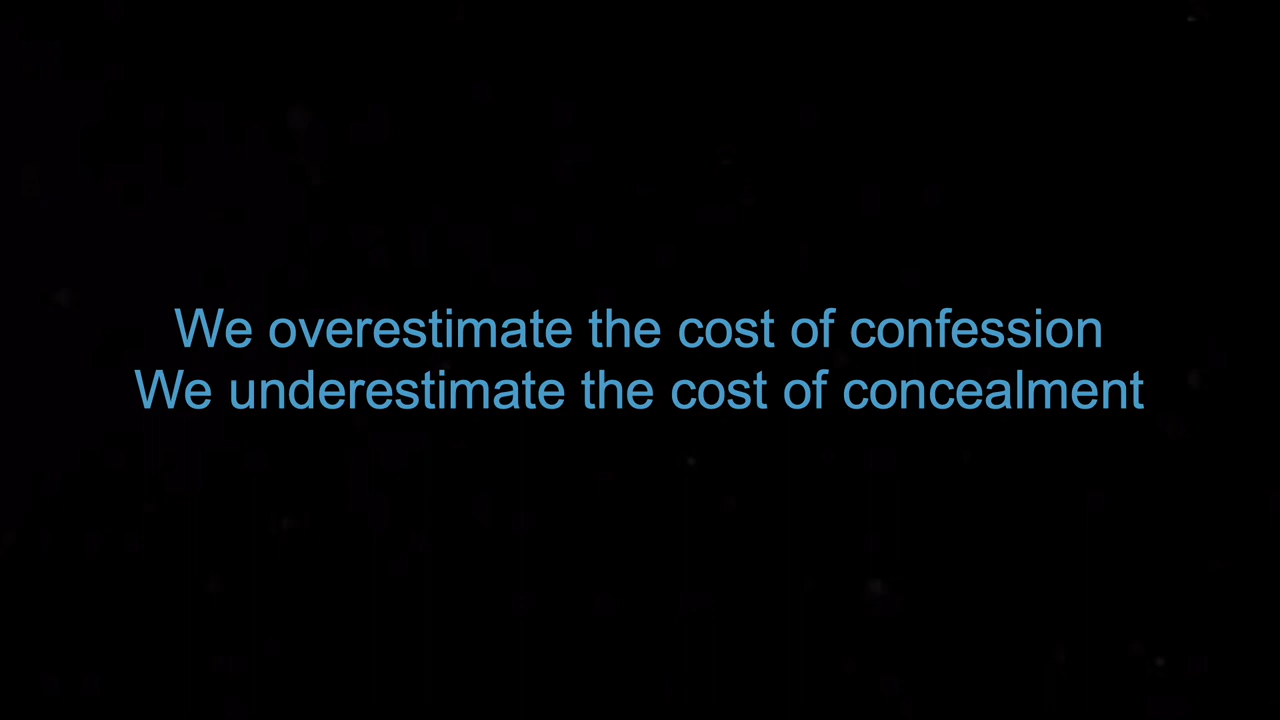 We overestimate the cost of confession
We underestimate the cost of concealment